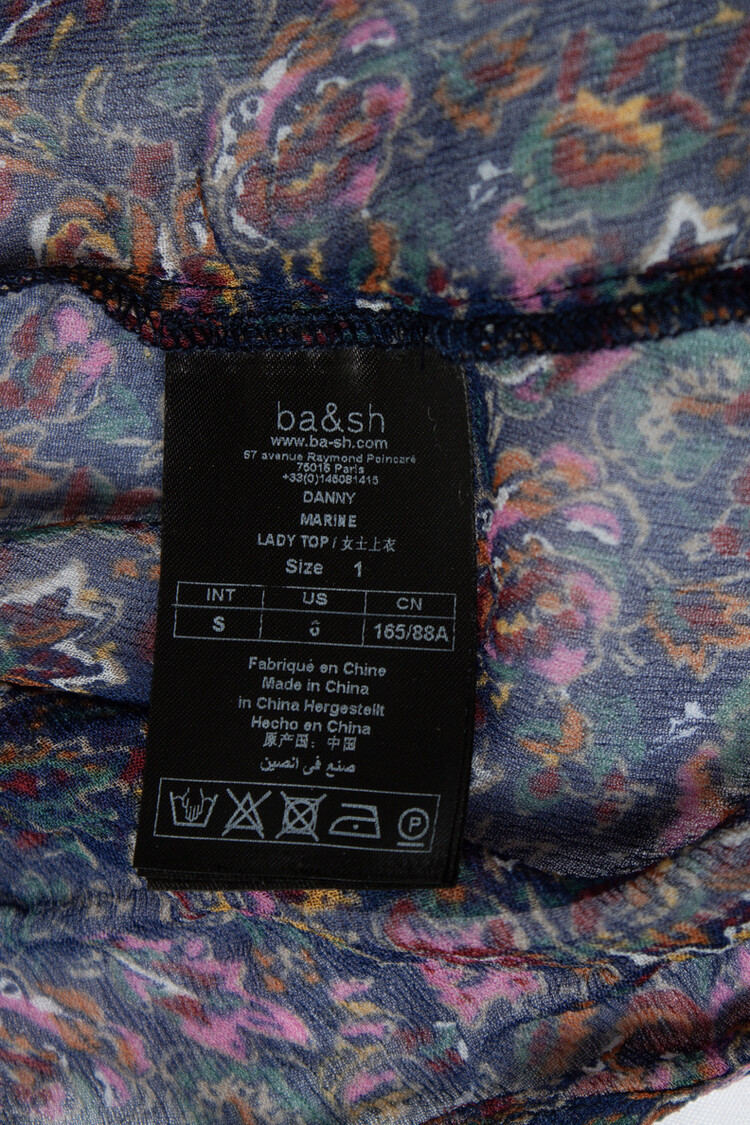 ba&sh
www.ba-sh.com
67 avenue Raymond Poincaré
75016 Paris
+33(0)145081415
DANNY
MARINE
LADY TOP / 女士上衣
Size 1
INT US CN
S 6 165/88A
Fabriqué en Chine
Made in China
in China Hergestellt
Hecho en China
原产国：中国
صنع في الصين
P